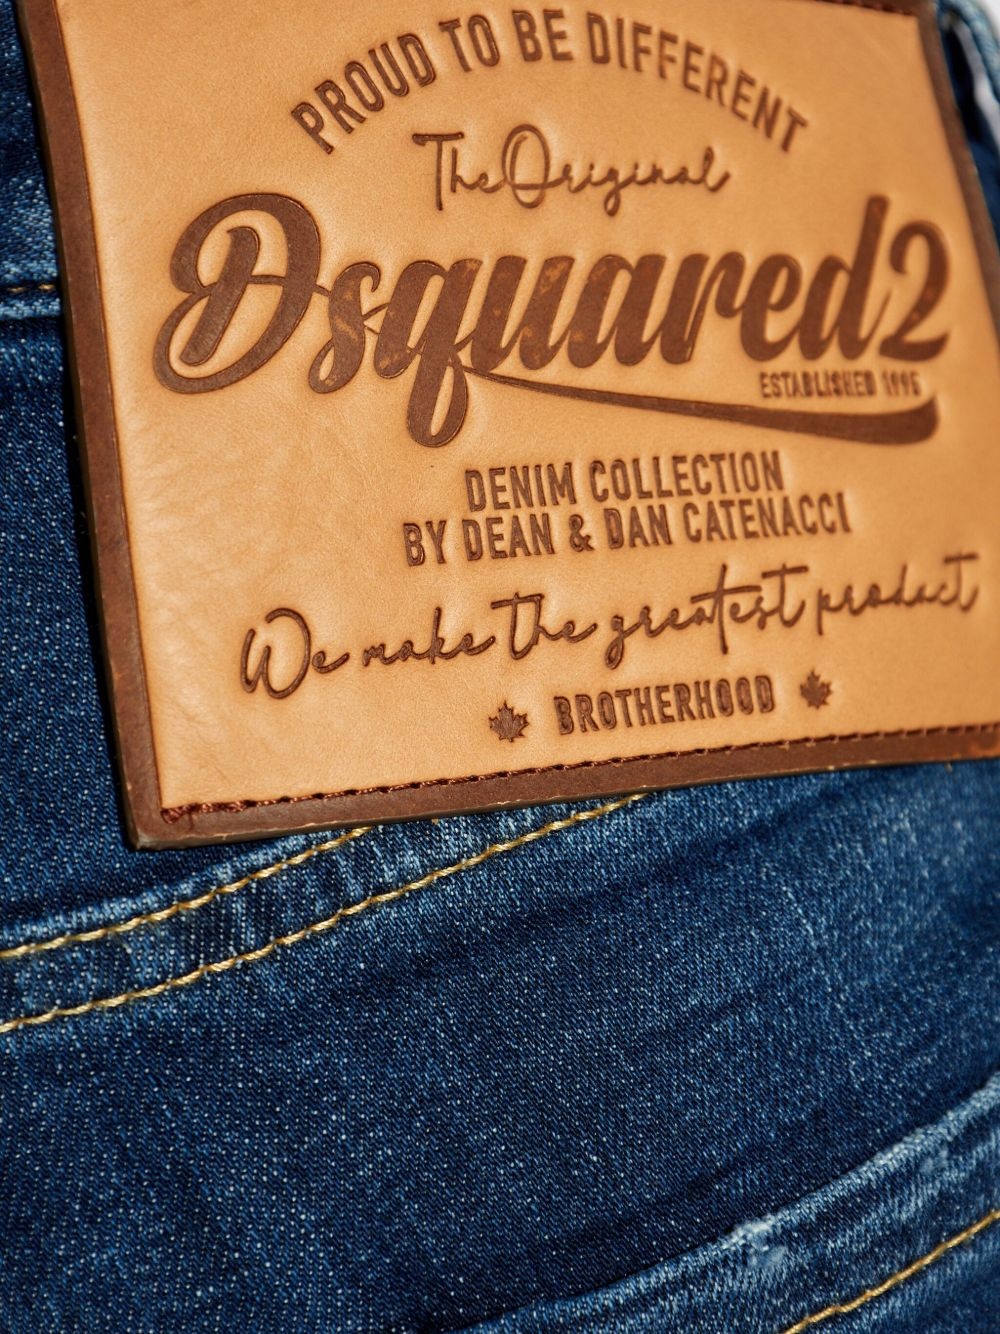 PROUD TO BE DIFFERENT
The Original
Dsquared2
ESTABLISHED 1995
DENIM COLLECTION
BY DEAN & DAN CATENACCI
We make the greatest product
BROTHERHOOD